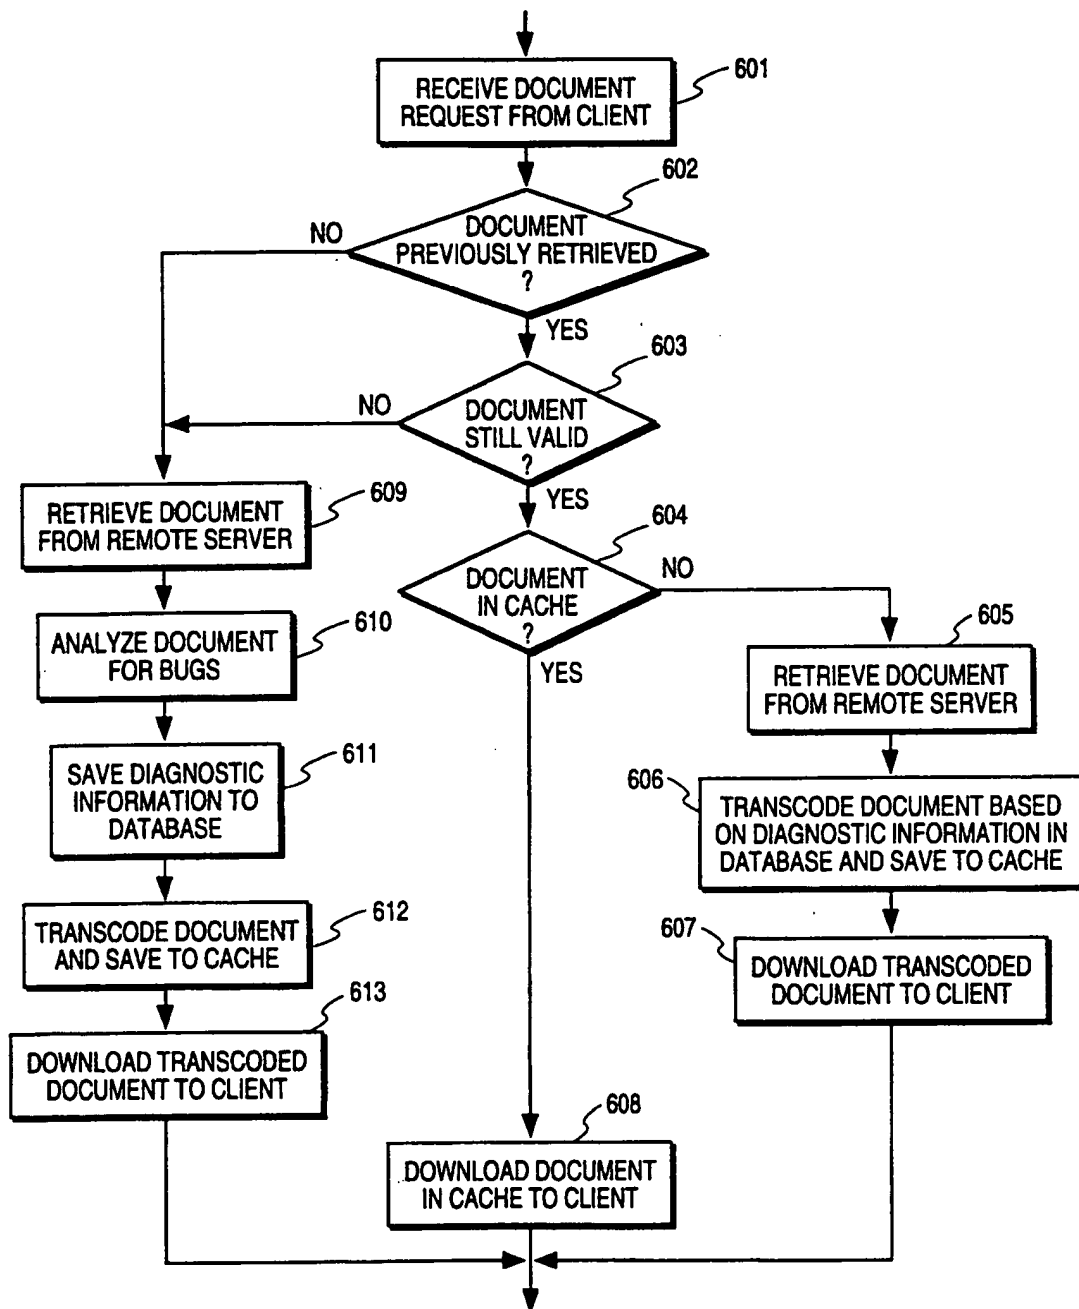 RECEIVE DOCUMENT
REQUEST FROM CLIENT
601
602
DOCUMENT
PREVIOUSLY RETRIEVED
?
NO
YES
603
DOCUMENT
STILL VALID
?
NO
YES
604
DOCUMENT
IN CACHE
?
NO
YES
609
RETRIEVE DOCUMENT
FROM REMOTE SERVER
610
ANALYZE DOCUMENT
FOR BUGS
611
SAVE DIAGNOSTIC
INFORMATION TO
DATABASE
612
TRANSCODE DOCUMENT
AND SAVE TO CACHE
613
DOWNLOAD TRANSCODED
DOCUMENT TO CLIENT
605
RETRIEVE DOCUMENT
FROM REMOTE SERVER
606
TRANSCODE DOCUMENT BASED
ON DIAGNOSTIC INFORMATION IN
DATABASE AND SAVE TO CACHE
607
DOWNLOAD TRANSCODED
DOCUMENT TO CLIENT
608
DOWNLOAD DOCUMENT
IN CACHE TO CLIENT